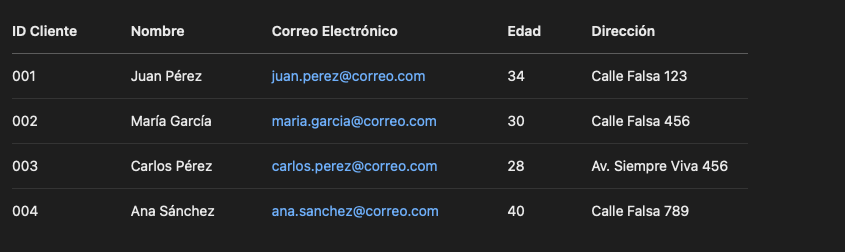 ID Cliente Nombre Correo Electrónico Edad Dirección
001 Juan Pérez juan.perez@correo.com 34 Calle Falsa 123
002 María García maria.garcia@correo.com 30 Calle Falsa 456
003 Carlos Pérez carlos.perez@correo.com 28 Av. Siempre Viva 456
004 Ana Sánchez ana.sanchez@correo.com 40 Calle Falsa 789